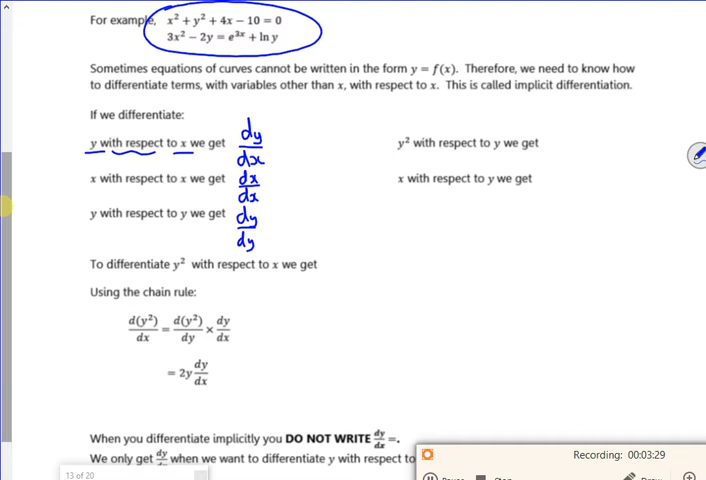 For example, x² + y² + 4x − 10 = 0
3x² − 2y = e³ˣ + ln y
Sometimes equations of curves cannot be written in the form y = f(x). Therefore, we need to know how
to differentiate terms, with variables other than x, with respect to x. This is called implicit differentiation.
If we differentiate:
y with respect to x we get dy/dx
y² with respect to y we get
x with respect to x we get dx/dx
x with respect to y we get
y with respect to y we get dy/dy
To differentiate y² with respect to x we get
Using the chain rule:
d(y²)/dx = d(y²)/dy × dy/dx
= 2y dy/dx
When you differentiate implicitly you DO NOT WRITE dy/dx =.
We only get dy/dx when we want to differentiate y with respect to
13 of 20
Recording: 00:03:29